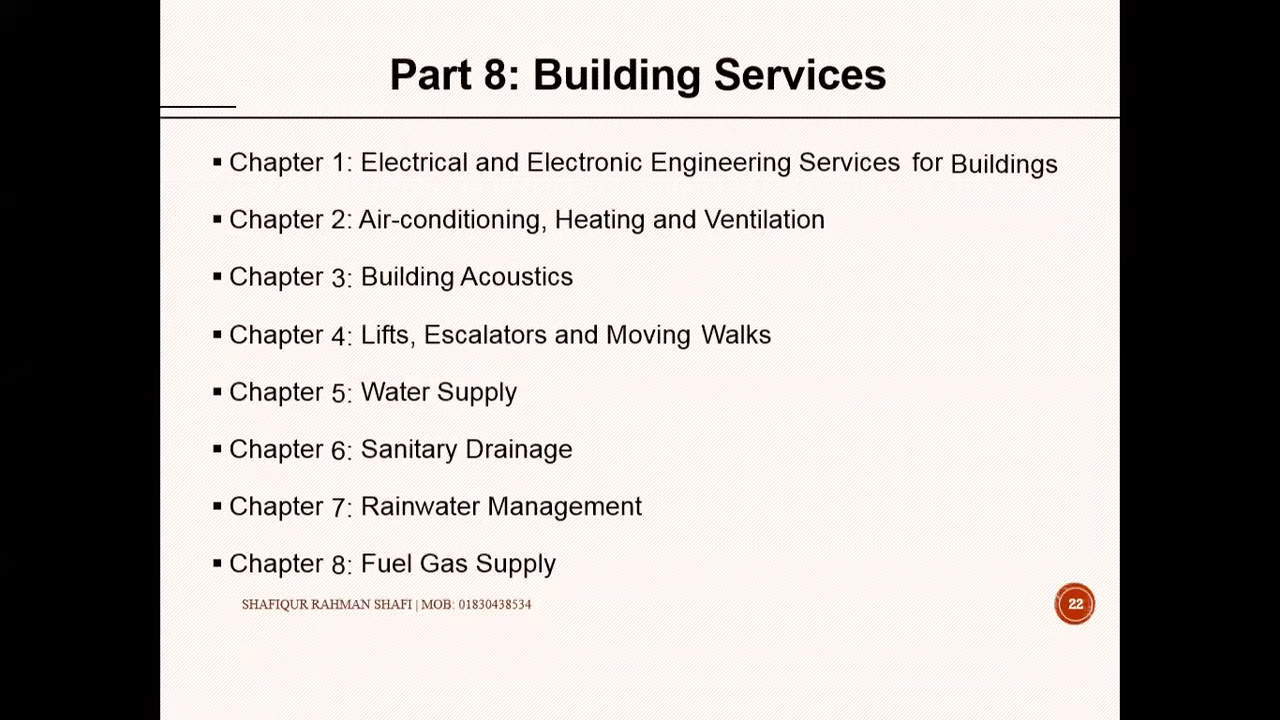 Part 8: Building Services
▪ Chapter 1: Electrical and Electronic Engineering Services for Buildings
▪ Chapter 2: Air-conditioning, Heating and Ventilation
▪ Chapter 3: Building Acoustics
▪ Chapter 4: Lifts, Escalators and Moving Walks
▪ Chapter 5: Water Supply
▪ Chapter 6: Sanitary Drainage
▪ Chapter 7: Rainwater Management
▪ Chapter 8: Fuel Gas Supply
SHAFIQUR RAHMAN SHAFI | MOB: 01830438534
22